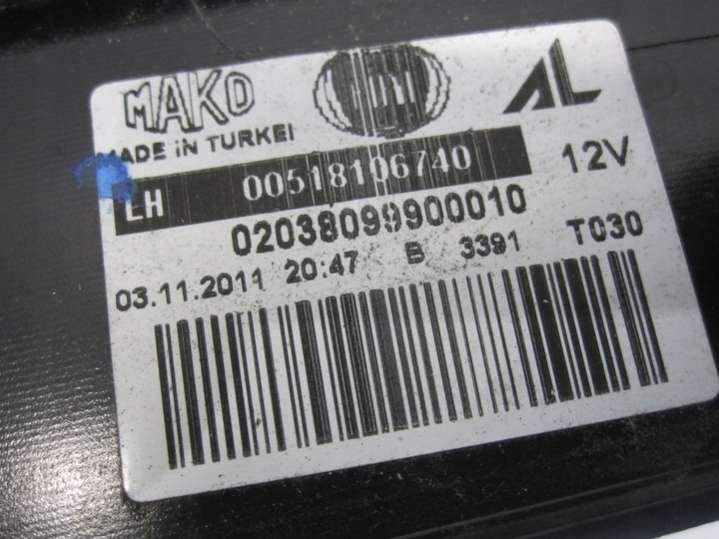 MAKO AL
MADE iN TURKEI
LH 00518106740 12V
02038099900010
03.11.2011 20:47 B 3391 T030